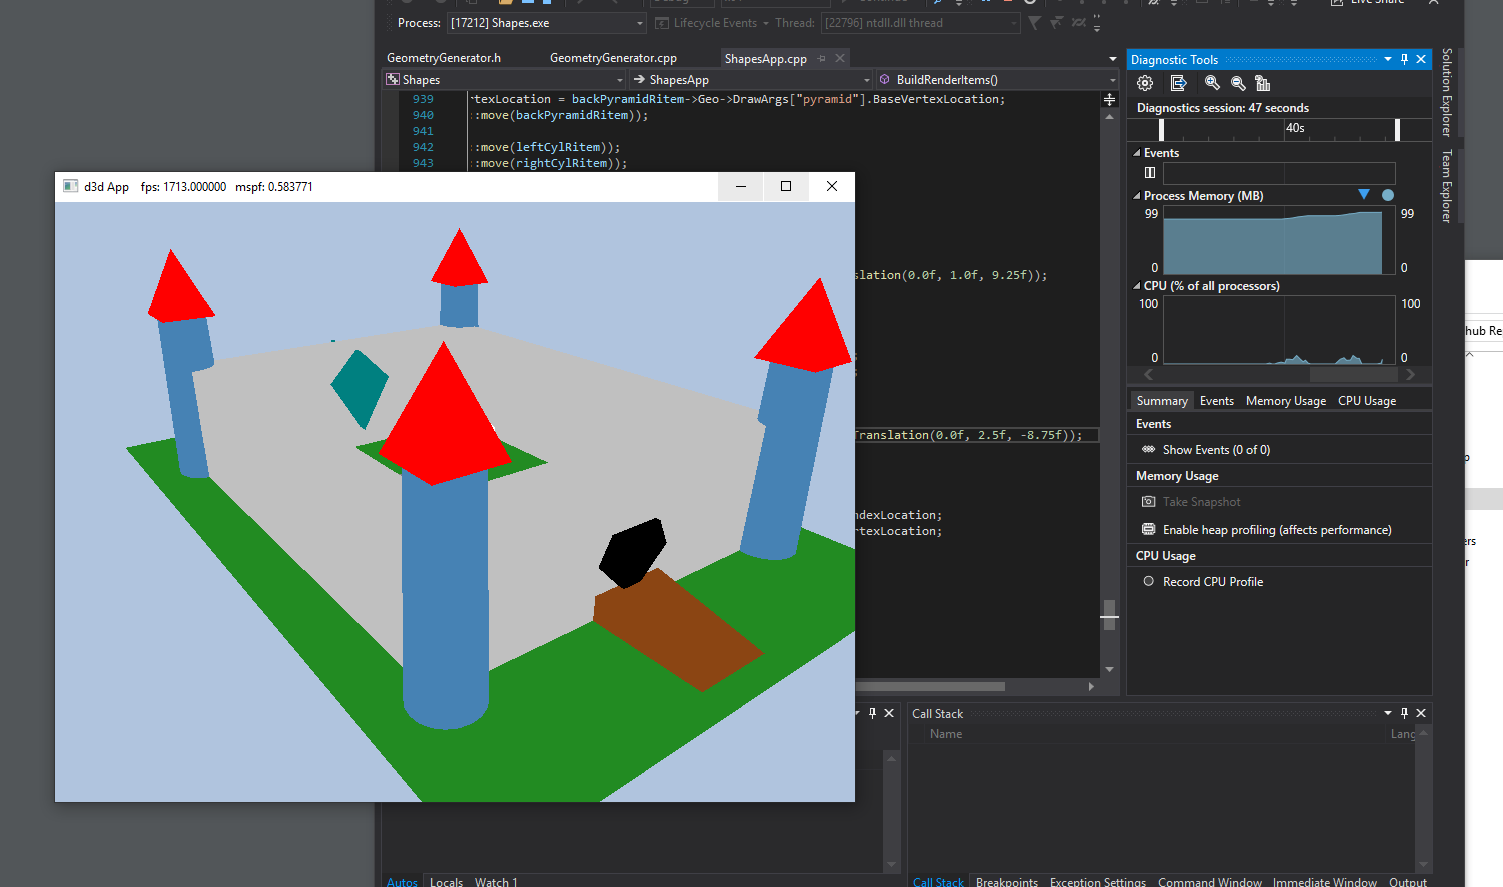 Live Share
Process: [17212] Shapes.exe Lifecycle Events Thread: [22796] ntdll.dll thread
GeometryGenerator.h GeometryGenerator.cpp ShapesApp.cpp
Shapes ShapesApp BuildRenderItems()
939 texLocation = backPyramidRitem->Geo->DrawArgs["pyramid"].BaseVertexLocation;
940 ::move(backPyramidRitem));
941
942 ::move(leftCylRitem));
943 ::move(rightCylRitem));
d3d App fps: 1713.000000 mspf: 0.583771
slation(0.0f, 1.0f, 9.25f));
Translation(0.0f, 2.5f, -8.75f));
ndexLocation;
rtexLocation;
Diagnostic Tools
Diagnostics session: 47 seconds
40s
Events
Process Memory (MB)
99 99
0 0
CPU (% of all processors)
100 100
0 0
Summary Events Memory Usage CPU Usage
Events
Show Events (0 of 0)
Memory Usage
Take Snapshot
Enable heap profiling (affects performance)
CPU Usage
Record CPU Profile
Solution Explorer
Team Explorer
hub Re
p
ers
r
Call Stack
Name Lang
Autos Locals Watch 1
Call Stack Breakpoints Exception Settings Command Window Immediate Window Output